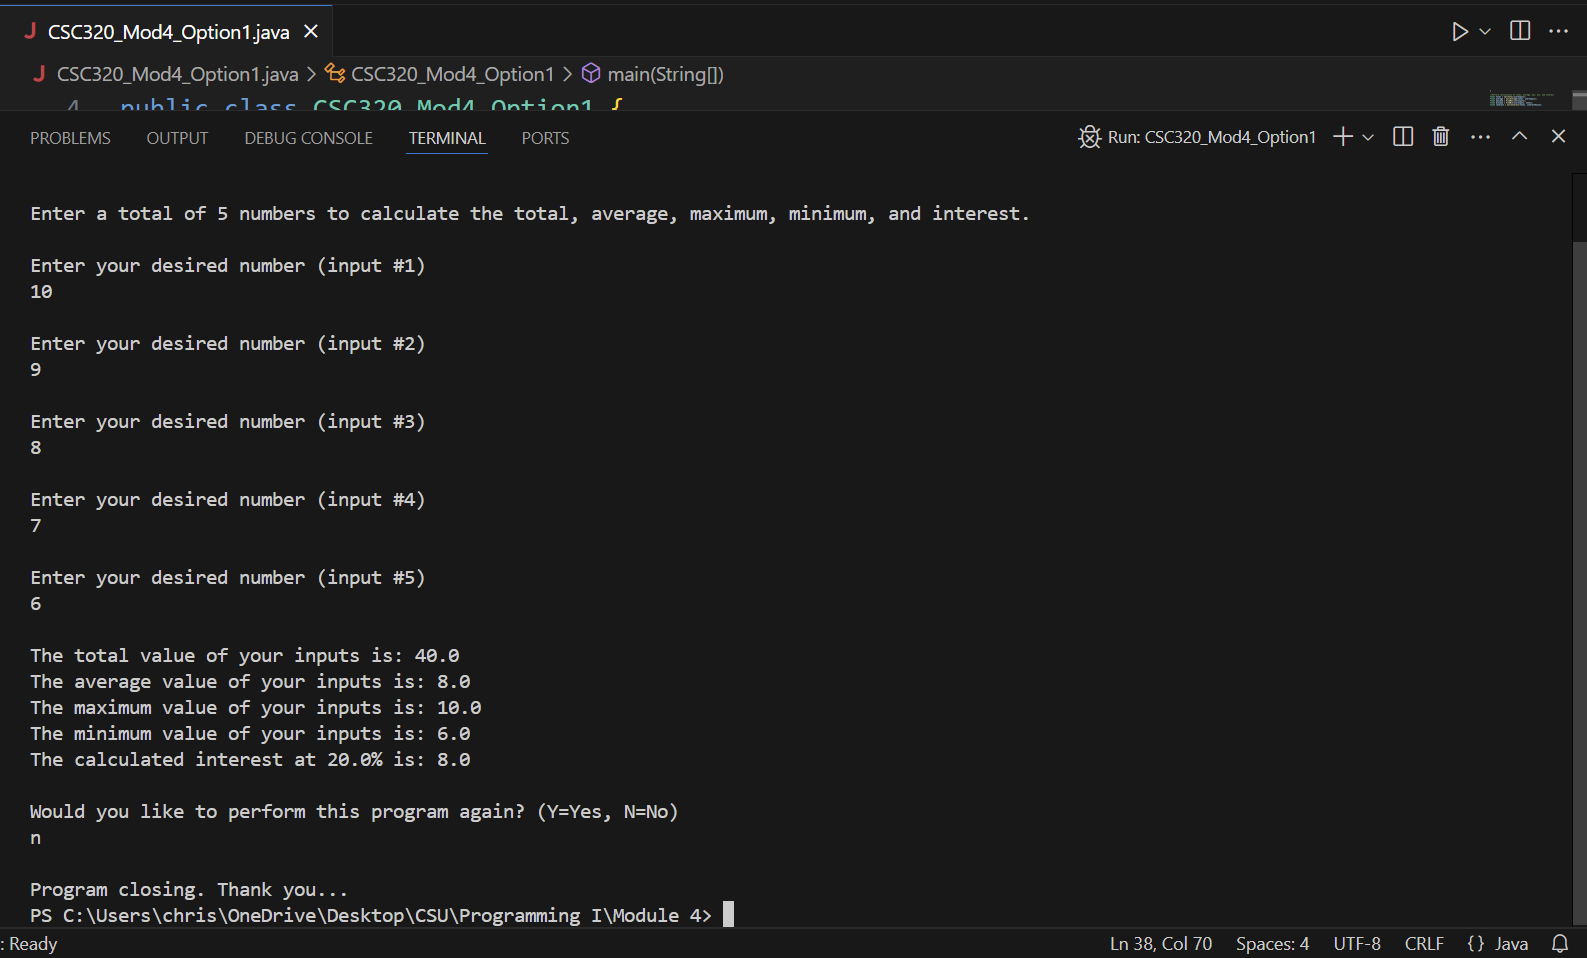 J CSC320_Mod4_Option1.java
J CSC320_Mod4_Option1.java > CSC320_Mod4_Option1 > main(String[])
4 public class CSC320_Mod4_Option1 {
PROBLEMS OUTPUT DEBUG CONSOLE TERMINAL PORTS Run: CSC320_Mod4_Option1
Enter a total of 5 numbers to calculate the total, average, maximum, minimum, and interest.
Enter your desired number (input #1)
10
Enter your desired number (input #2)
9
Enter your desired number (input #3)
8
Enter your desired number (input #4)
7
Enter your desired number (input #5)
6
The total value of your inputs is: 40.0
The average value of your inputs is: 8.0
The maximum value of your inputs is: 10.0
The minimum value of your inputs is: 6.0
The calculated interest at 20.0% is: 8.0
Would you like to perform this program again? (Y=Yes, N=No)
n
Program closing. Thank you...
PS C:\Users\chris\OneDrive\Desktop\CSU\Programming I\Module 4>
: Ready Ln 38, Col 70 Spaces: 4 UTF-8 CRLF {} Java